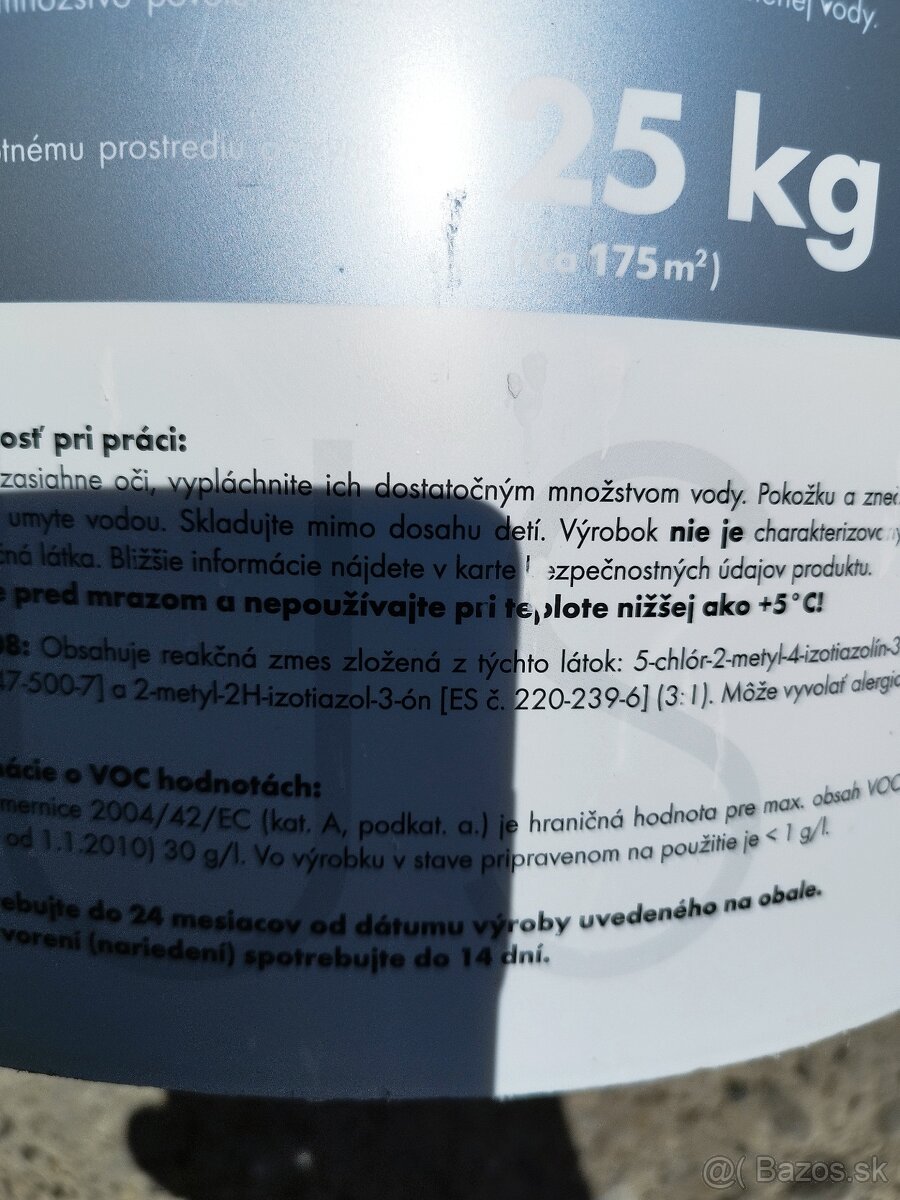 množstvo vody.
prostrediu
25 kg
175 m²)
osť pri práci:
zasiahne oči, vypláchnite ich dostatočným množstvom vody. Pokožku a zneč
umyte vodou. Skladujte mimo dosahu detí. Výrobok nie je charakterizov
čná látka. Bližšie informácie nájdete v karte bezpečnostných údajov produktu.
e pred mrazom a nepoužívajte pri teplote nižšej ako +5°C!
08: Obsahuje reakčná zmes zložená z týchto látok: 5-chlór-2-metyl-4-izotiazolín-3
47-500-7] a 2-metyl-2H-izotiazol-3-ón [ES č. 220-239-6] (3:1). Môže vyvolať alergic
mácie o VOC hodnotách:
mernice 2004/42/EC (kat. A, podkat. a.) je hraničná hodnota pre max. obsah VOC
od 1.1.2010) 30 g/l. Vo výrobku v stave pripravenom na použitie je < 1 g/l.
ebujte do 24 mesiacov od dátumu výroby uvedeného na obale.
vorení (nariedení) spotrebujte do 14 dní.
@( Bazos.sk